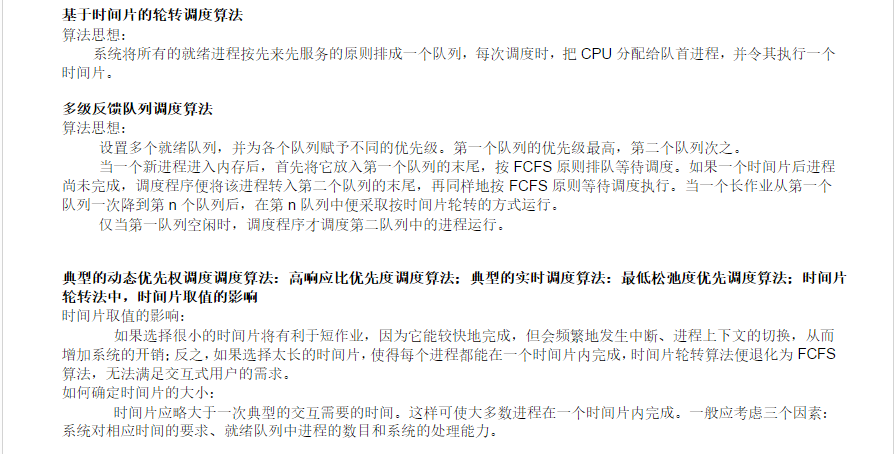 基于时间片的轮转调度算法
算法思想：
系统将所有的就绪进程按先来先服务的原则排成一个队列，每次调度时，把 CPU 分配给队首进程，并令其执行一个
时间片。
多级反馈队列调度算法
算法思想：
设置多个就绪队列，并为各个队列赋予不同的优先级。第一个队列的优先级最高，第二个队列次之。
当一个新进程进入内存后，首先将它放入第一个队列的末尾，按 FCFS 原则排队等待调度。如果一个时间片后进程
尚未完成，调度程序便将该进程转入第二个队列的末尾，再同样地按 FCFS 原则等待调度执行。当一个长作业从第一个
队列一次降到第 n 个队列后，在第 n 队列中便采取按时间片轮转的方式运行。
仅当第一队列空闲时，调度程序才调度第二队列中的进程运行。
典型的动态优先权调度调度算法：高响应比优先度调度算法；典型的实时调度算法：最低松弛度优先调度算法；时间片
轮转法中，时间片取值的影响
时间片取值的影响：
如果选择很小的时间片将有利于短作业，因为它能较快地完成，但会频繁地发生中断、进程上下文的切换，从而
增加系统的开销；反之，如果选择太长的时间片，使得每个进程都能在一个时间片内完成，时间片轮转算法便退化为 FCFS
算法，无法满足交互式用户的需求。
如何确定时间片的大小：
时间片应略大于一次典型的交互需要的时间。这样可使大多数进程在一个时间片内完成。一般应考虑三个因素：
系统对相应时间的要求、就绪队列中进程的数目和系统的处理能力。